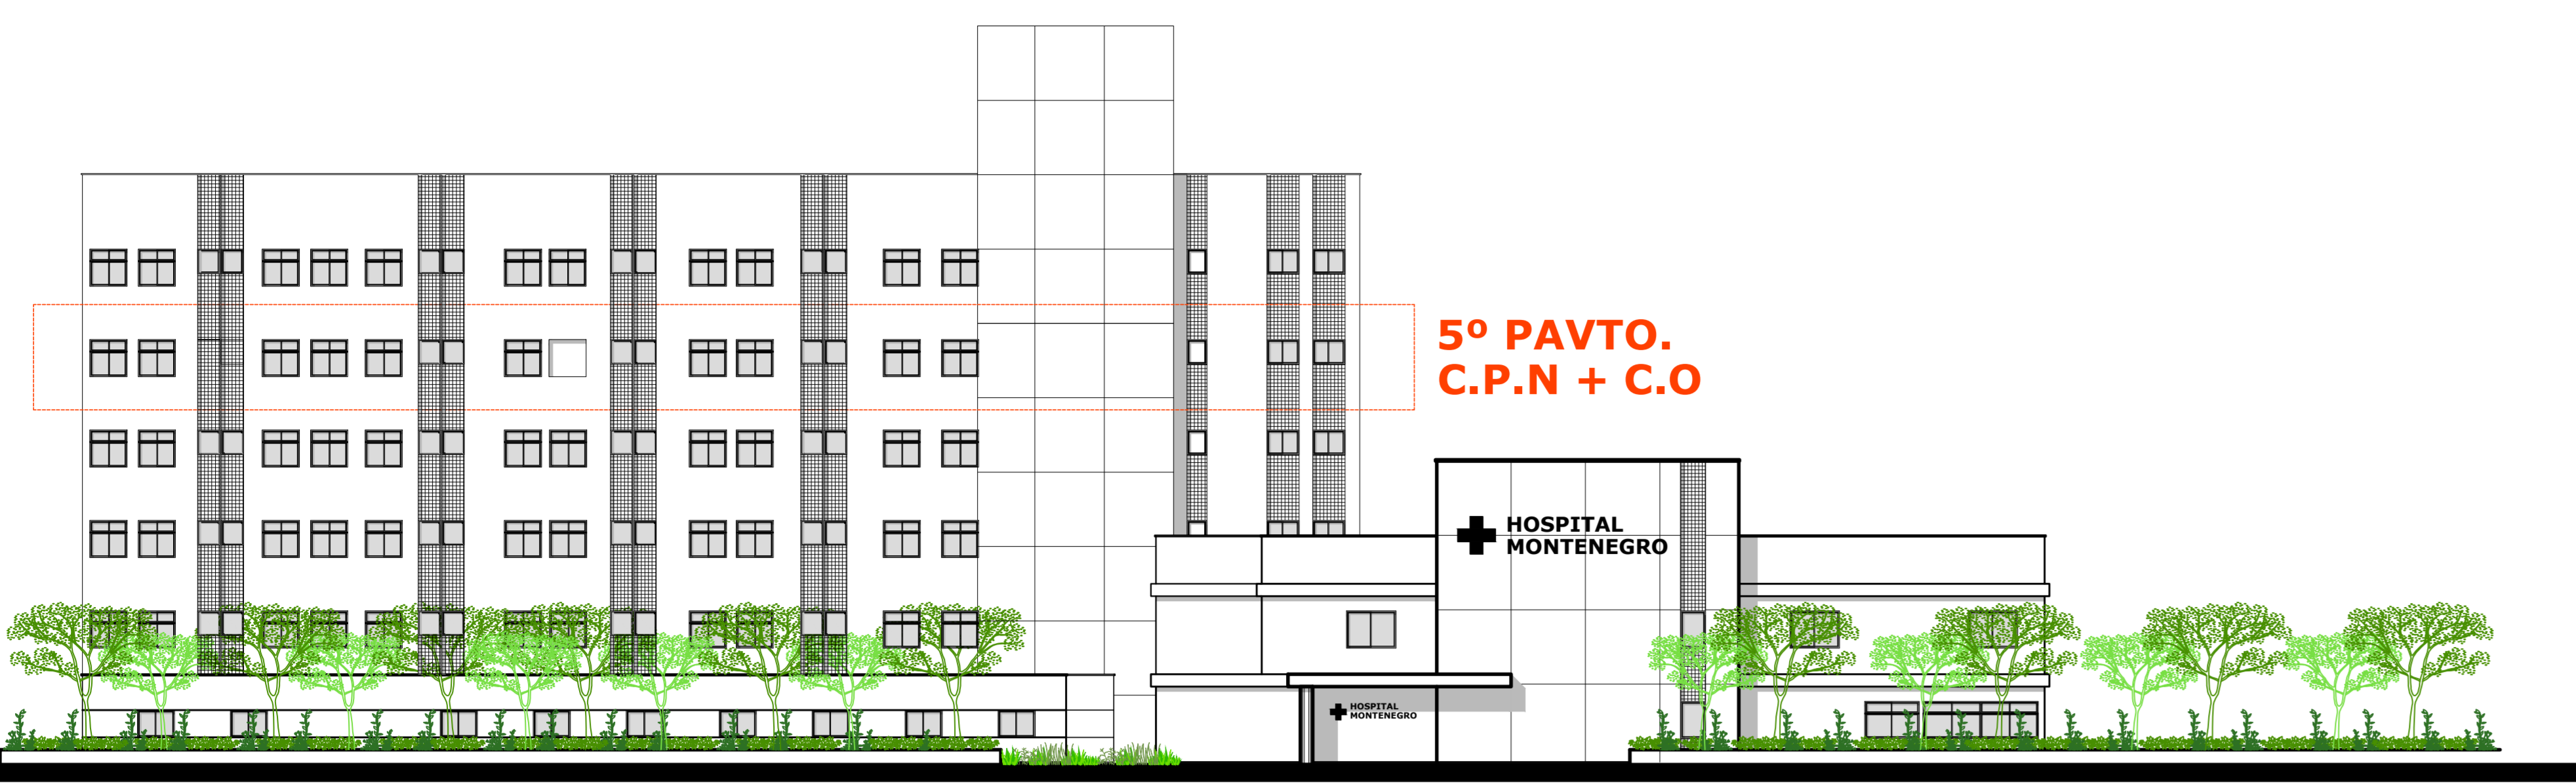 5º PAVTO.
C.P.N + C.O
HOSPITAL
MONTENEGRO
HOSPITAL
MONTENEGRO